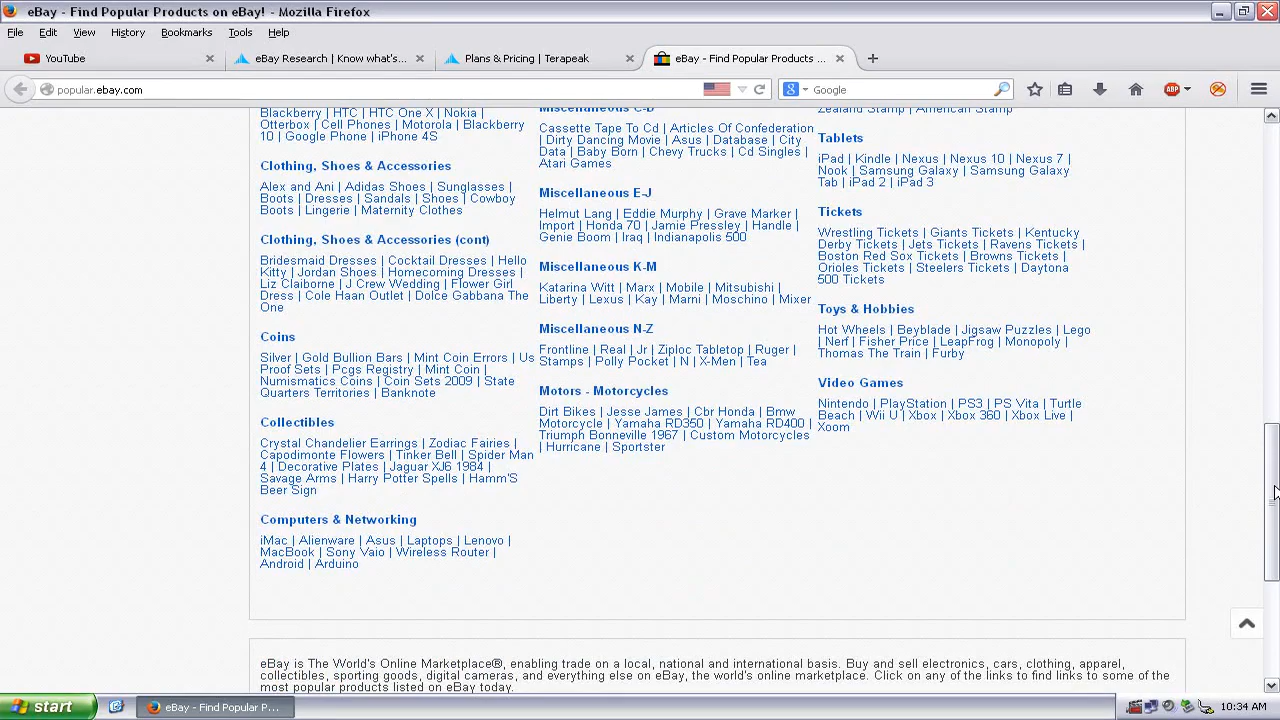 eBay - Find Popular Products on eBay! - Mozilla Firefox
File Edit View History Bookmarks Tools Help
YouTube
eBay Research | Know what's...
Plans & Pricing | Terapeak
eBay - Find Popular Products ...
popular.ebay.com
Google
Blackberry | HTC | HTC One X | Nokia |
Otterbox | Cell Phones | Motorola | Blackberry
10 | Google Phone | iPhone 4S
Clothing, Shoes & Accessories
Alex and Ani | Adidas Shoes | Sunglasses |
Boots | Dresses | Sandals | Shoes | Cowboy
Boots | Lingerie | Maternity Clothes
Clothing, Shoes & Accessories (cont)
Bridesmaid Dresses | Cocktail Dresses | Hello
Kitty | Jordan Shoes | Homecoming Dresses |
Liz Claiborne | J Crew Wedding | Flower Girl
Dress | Cole Haan Outlet | Dolce Gabbana The
One
Coins
Silver | Gold Bullion Bars | Mint Coin Errors | Us
Proof Sets | Pcgs Registry | Mint Coin |
Numismatics Coins | Coin Sets 2009 | State
Quarters Territories | Banknote
Collectibles
Crystal Chandelier Earrings | Zodiac Fairies |
Capodimonte Flowers | Tinker Bell | Spider Man
4 | Decorative Plates | Jaguar XJ6 1984 |
Savage Arms | Harry Potter Spells | Hamm'S
Beer Sign
Computers & Networking
iMac | Alienware | Asus | Laptops | Lenovo |
MacBook | Sony Vaio | Wireless Router |
Android | Arduino
Miscellaneous C-D
Cassette Tape To Cd | Articles Of Confederation
| Dirty Dancing Movie | Asus | Database | City
Data | Baby Born | Chevy Trucks | Cd Singles |
Atari Games
Miscellaneous E-J
Helmut Lang | Eddie Murphy | Grave Marker |
Import | Honda 70 | Jamie Pressley | Handle |
Genie Boom | Iraq | Indianapolis 500
Miscellaneous K-M
Katarina Witt | Marx | Mobile | Mitsubishi |
Liberty | Lexus | Kay | Marni | Moschino | Mixer
Miscellaneous N-Z
Frontline | Real | Jr | Ziploc Tabletop | Ruger |
Stamps | Polly Pocket | N | X-Men | Tea
Motors - Motorcycles
Dirt Bikes | Jesse James | Cbr Honda | Bmw
Motorcycle | Yamaha RD350 | Yamaha RD400 |
Triumph Bonneville 1967 | Custom Motorcycles
| Hurricane | Sportster
Zealand Stamp | American Stamp
Tablets
iPad | Kindle | Nexus | Nexus 10 | Nexus 7 |
Nook | Samsung Galaxy | Samsung Galaxy
Tab | iPad 2 | iPad 3
Tickets
Wrestling Tickets | Giants Tickets | Kentucky
Derby Tickets | Jets Tickets | Ravens Tickets |
Boston Red Sox Tickets | Browns Tickets |
Orioles Tickets | Steelers Tickets | Daytona
500 Tickets
Toys & Hobbies
Hot Wheels | Beyblade | Jigsaw Puzzles | Lego
| Nerf | Fisher Price | LeapFrog | Monopoly |
Thomas The Train | Furby
Video Games
Nintendo | PlayStation | PS3 | PS Vita | Turtle
Beach | Wii U | Xbox | Xbox 360 | Xbox Live |
Xoom
eBay is The World's Online Marketplace®, enabling trade on a local, national and international basis. Buy and sell electronics, cars, clothing, apparel,
collectibles, sporting goods, digital cameras, and everything else on eBay, the world's online marketplace. Click on any of the links to find links to some of the
most popular products listed on eBay today.
start
eBay - Find Popular P...
10:34 AM